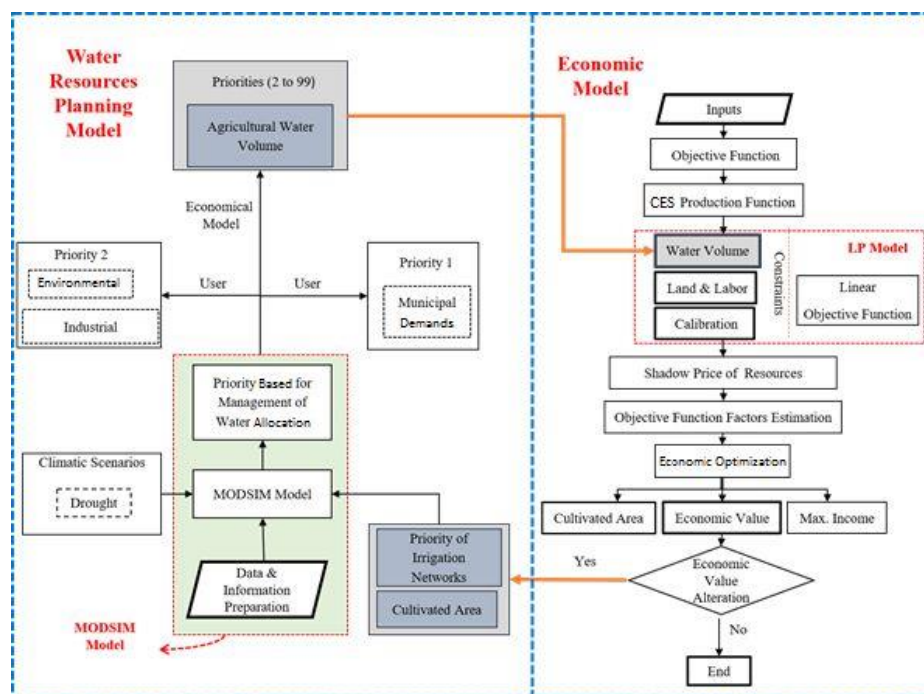 Water
Resources
Planning
Model
Priorities (2 to 99)
Agricultural Water
Volume
Economical
Model
Priority 2
Environmental
Industrial
User
User
Priority 1
Municipal
Demands
Priority Based for
Management of
Water Allocation
Climatic Scenarios
Drought
MODSIM Model
Data &
Information
Preparation
Priority of
Irrigation
Networks
Cultivated Area
MODSIM
Model
Economic
Model
Inputs
Objective Function
CES Production Function
Water Volume
Land & Labor
Calibration
Constraints
LP Model
Linear
Objective Function
Shadow Price of Resources
Objective Function Factors Estimation
Economic Optimization
Cultivated Area
Economic Value
Max. Income
Economic
Value
Alteration
Yes
No
End